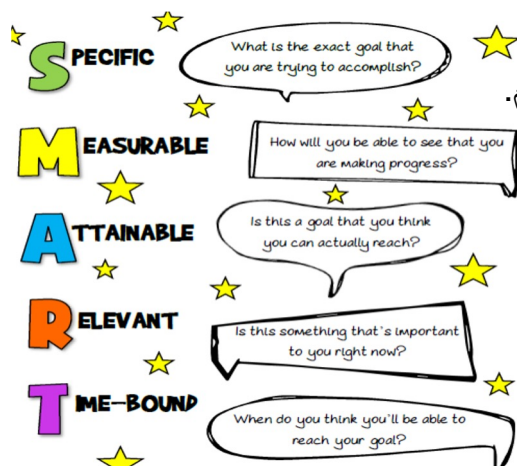 SPECIFIC
What is the exact goal that
you are trying to accomplish?
MEASURABLE
How will you be able to see that you
are making progress?
ATTAINABLE
Is this a goal that you think
you can actually reach?
RELEVANT
Is this something that's important
to you right now?
TIME-BOUND
When do you think you'll be able to
reach your goal?